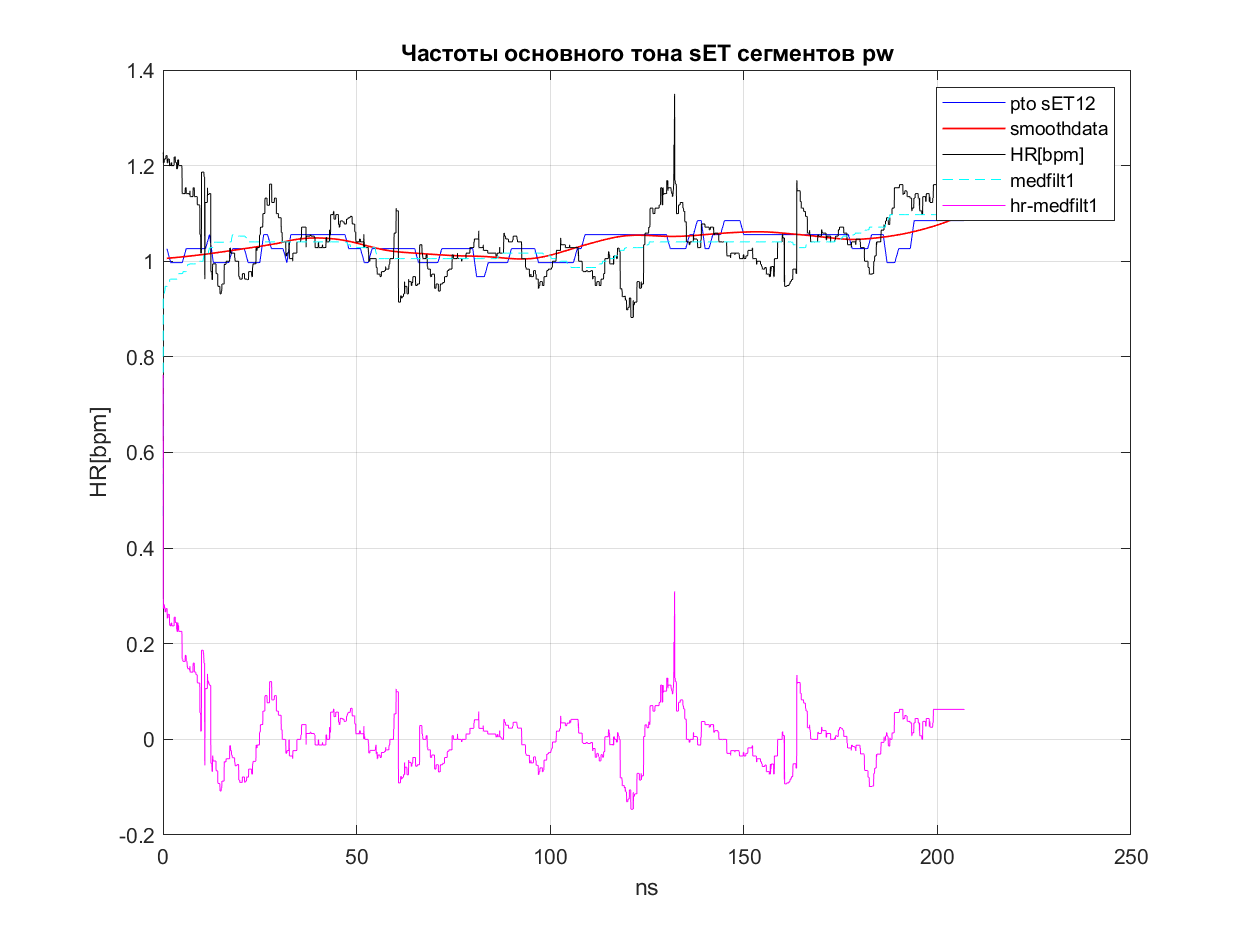 Частоты основного тона sET сегментов pw
pto sET12
smoothdata
HR[bpm]
medfilt1
hr-medfilt1
1.4
1.2
1
0.8
0.6
0.4
0.2
0
-0.2
HR[bpm]
0 50 100 150 200 250
ns